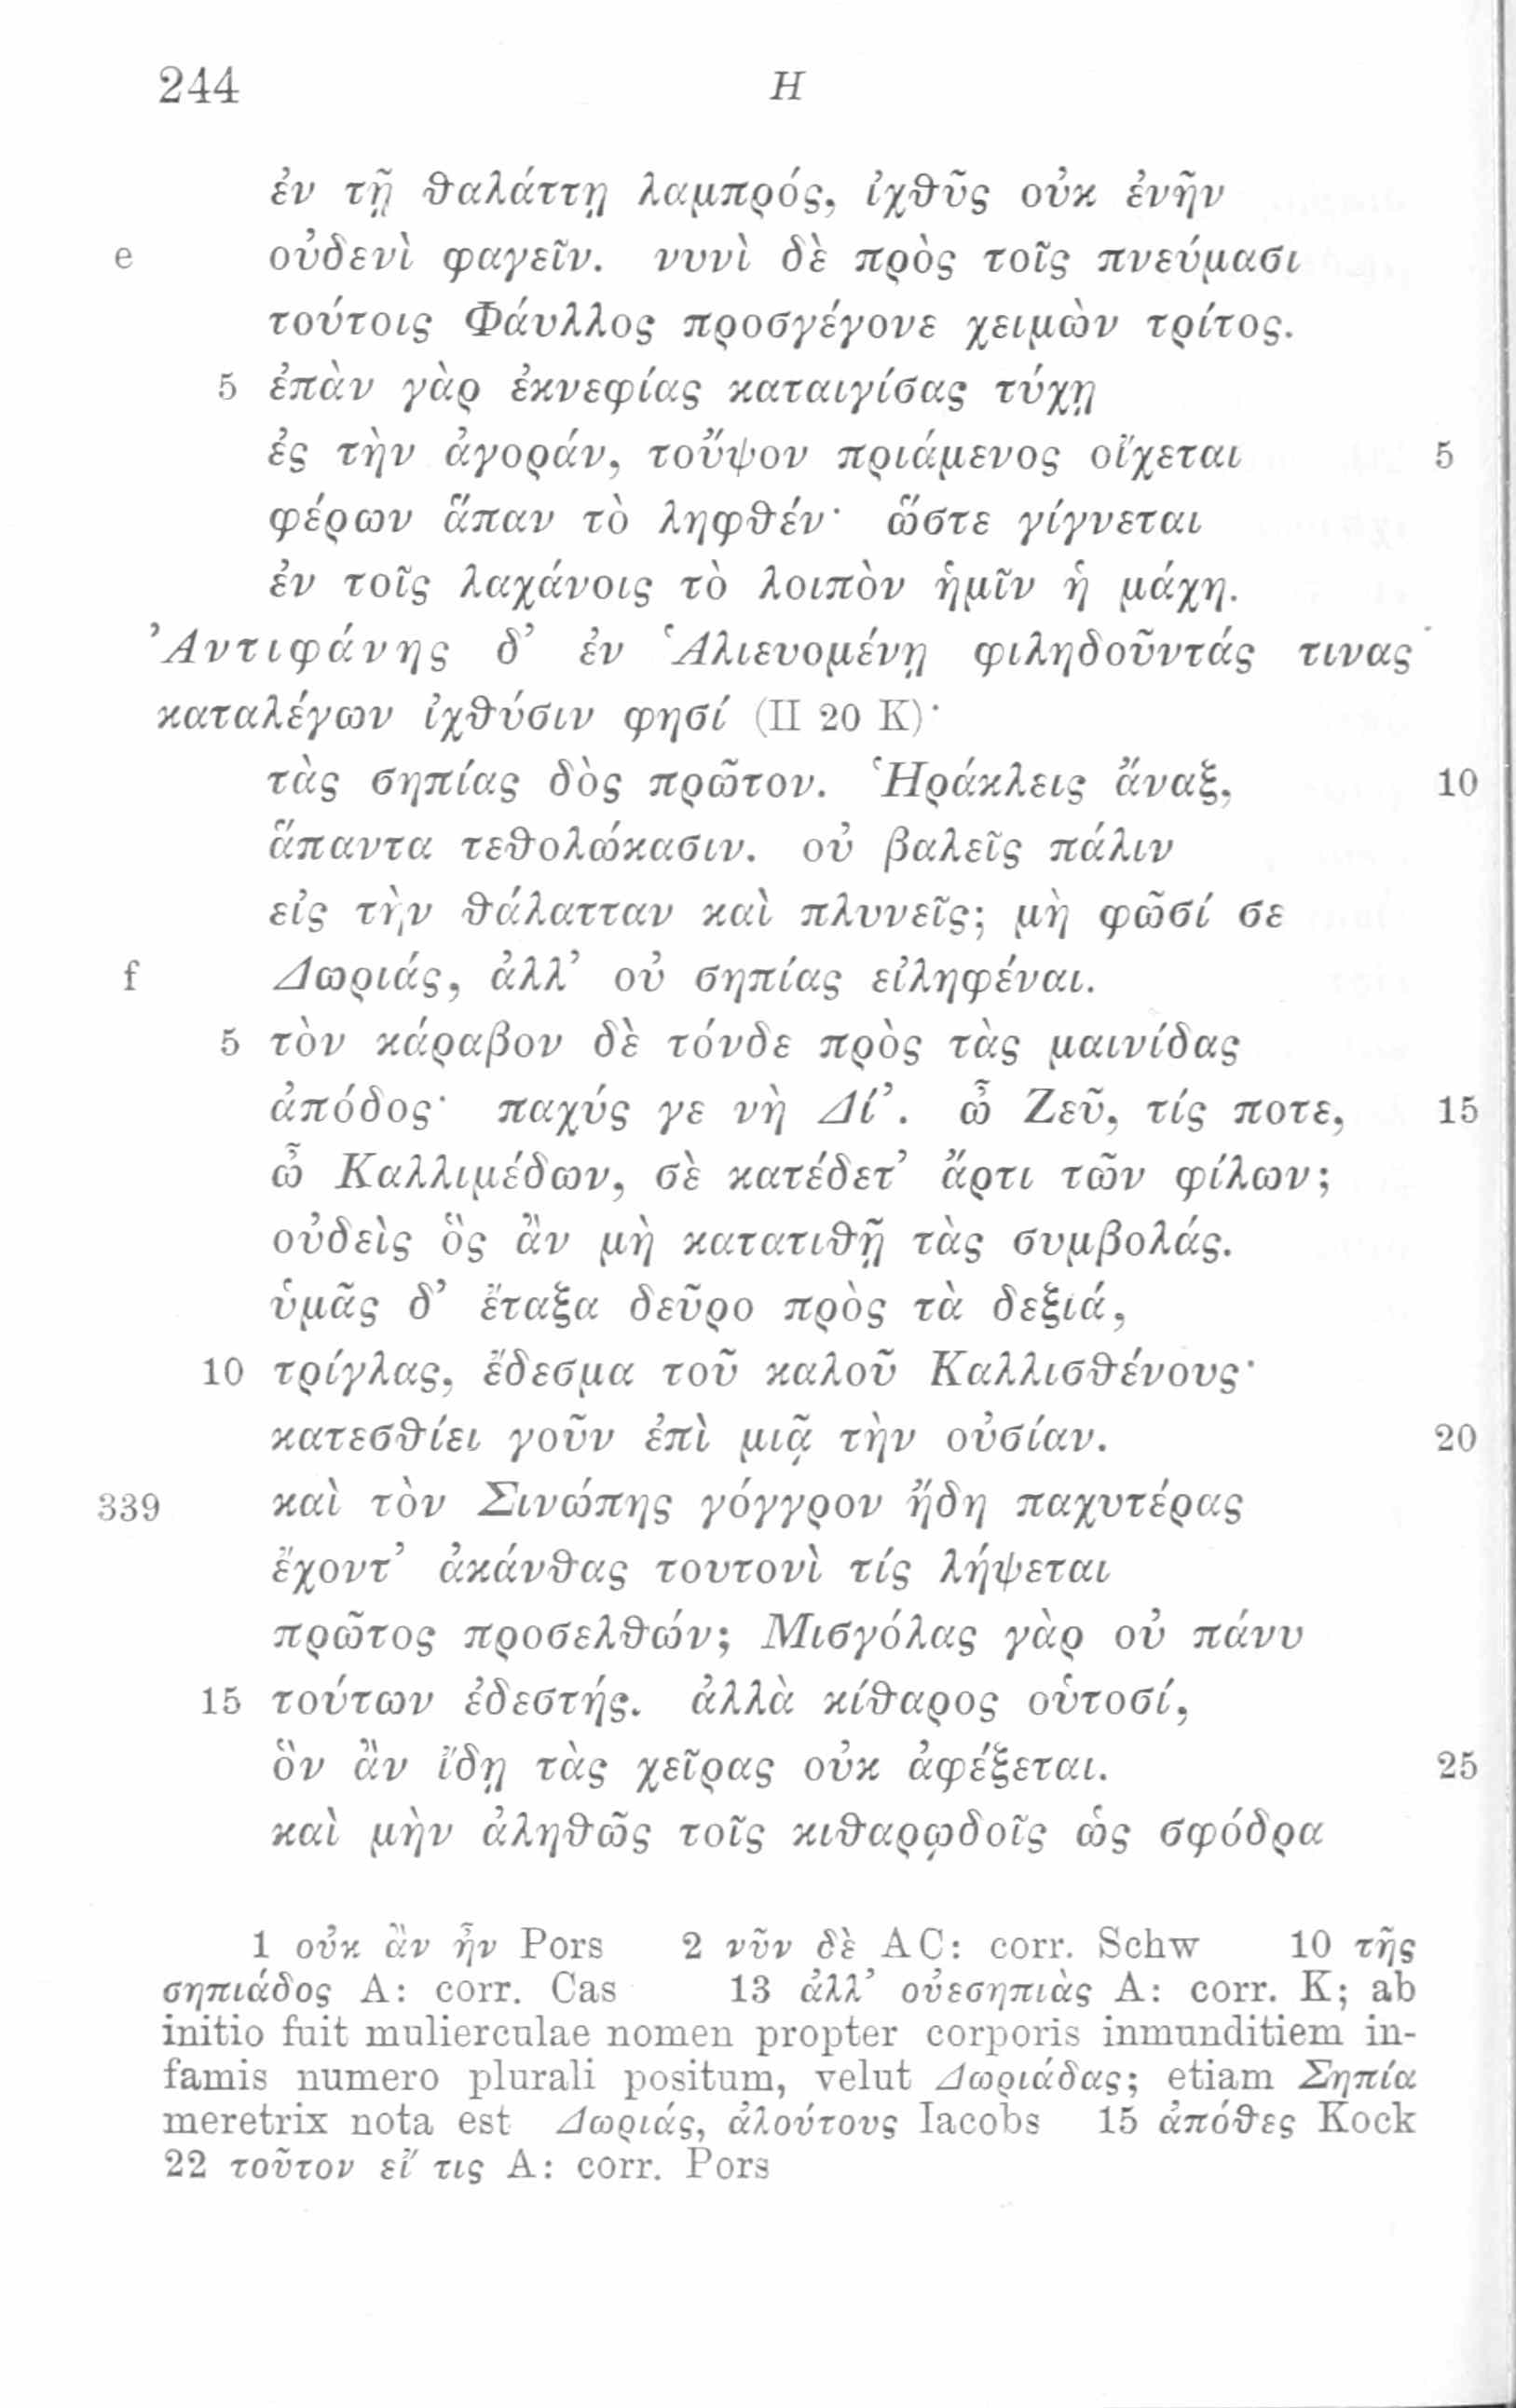 244 H
ἐν τῇ θαλάττῃ λαμπρός, ἰχθῦς οὐκ ἐνῆν
e οὐδενὶ φαγεῖν. νυνὶ δὲ πρὸς τοῖς πνεύμασι
τούτοις Φάυλλος προσγέγονε χειμὼν τρίτος.
5 ἐπὰν γὰρ ἐκνεφίας καταιγίσας τύχῃ
ἐς τὴν ἀγοράν, τοὔψον πριάμενος οἴχεται 5
φέρων ἅπαν τὸ ληφθέν· ὥστε γίγνεται
ἐν τοῖς λαχάνοις τὸ λοιπὸν ἡμῖν ἡ μάχη.
Ἀντιφάνης δ’ ἐν Ἁλιευομένῃ φιληδοῦντάς τινας
καταλέγων ἰχθύσιν φησί (II 20 K)·
τὰς σηπίας δὸς πρῶτον. Ἡράκλεις ἄναξ, 10
ἅπαντα τεθολώκασιν. οὐ βαλεῖς πάλιν
εἰς τὴν θάλατταν καὶ πλυνεῖς; μὴ φῶσί σε
f Δωριάς, ἀλλ’ οὐ σηπίας εἰληφέναι.
5 τὸν κάραβον δὲ τόνδε πρὸς τὰς μαινίδας
ἀπόδος· παχύς γε νὴ Δί’. ὦ Ζεῦ, τίς ποτε, 15
ὦ Καλλιμέδων, σὲ κατέδετ’ ἄρτι τῶν φίλων;
οὐδεὶς ὃς ἂν μὴ κατατιθῇ τὰς συμβολάς.
ὑμᾶς δ’ ἔταξα δεῦρο πρὸς τὰ δεξιά,
10 τρίγλας, ἔδεσμα τοῦ καλοῦ Καλλισθένους·
κατεσθίει γοῦν ἐπὶ μιᾷ τὴν οὐσίαν. 20
339 καὶ τὸν Σινώπης γόγγρον ἤδη παχυτέρας
ἔχοντ’ ἀκάνθας τουτονὶ τίς λήψεται
πρῶτος προσελθών; Μισγόλας γὰρ οὐ πάνυ
15 τούτων ἐδεστής. ἀλλὰ κίθαρος οὑτοσί,
ὃν ἂν ἴδῃ τὰς χεῖρας οὐκ ἀφέξεται. 25
καὶ μὴν ἀληθῶς τοῖς κιθαρῳδοῖς ὡς σφόδρα
1 οὐκ ἂν ἦν Pors 2 νῦν δὲ AC: corr. Schw 10 τῆς
σηπιάδος A: corr. Cas 13 ἀλλ’ οὐεσηπιὰς A: corr. K; ab
initio fuit mulierculae nomen propter corporis inmunditiem in-
famis numero plurali positum, velut Δωριάδας; etiam Σηπία
meretrix nota est Δωριάς, ἀλούτους Iacobs 15 ἀπόθες Kock
22 τοῦτον εἴ τις A: corr. Pors